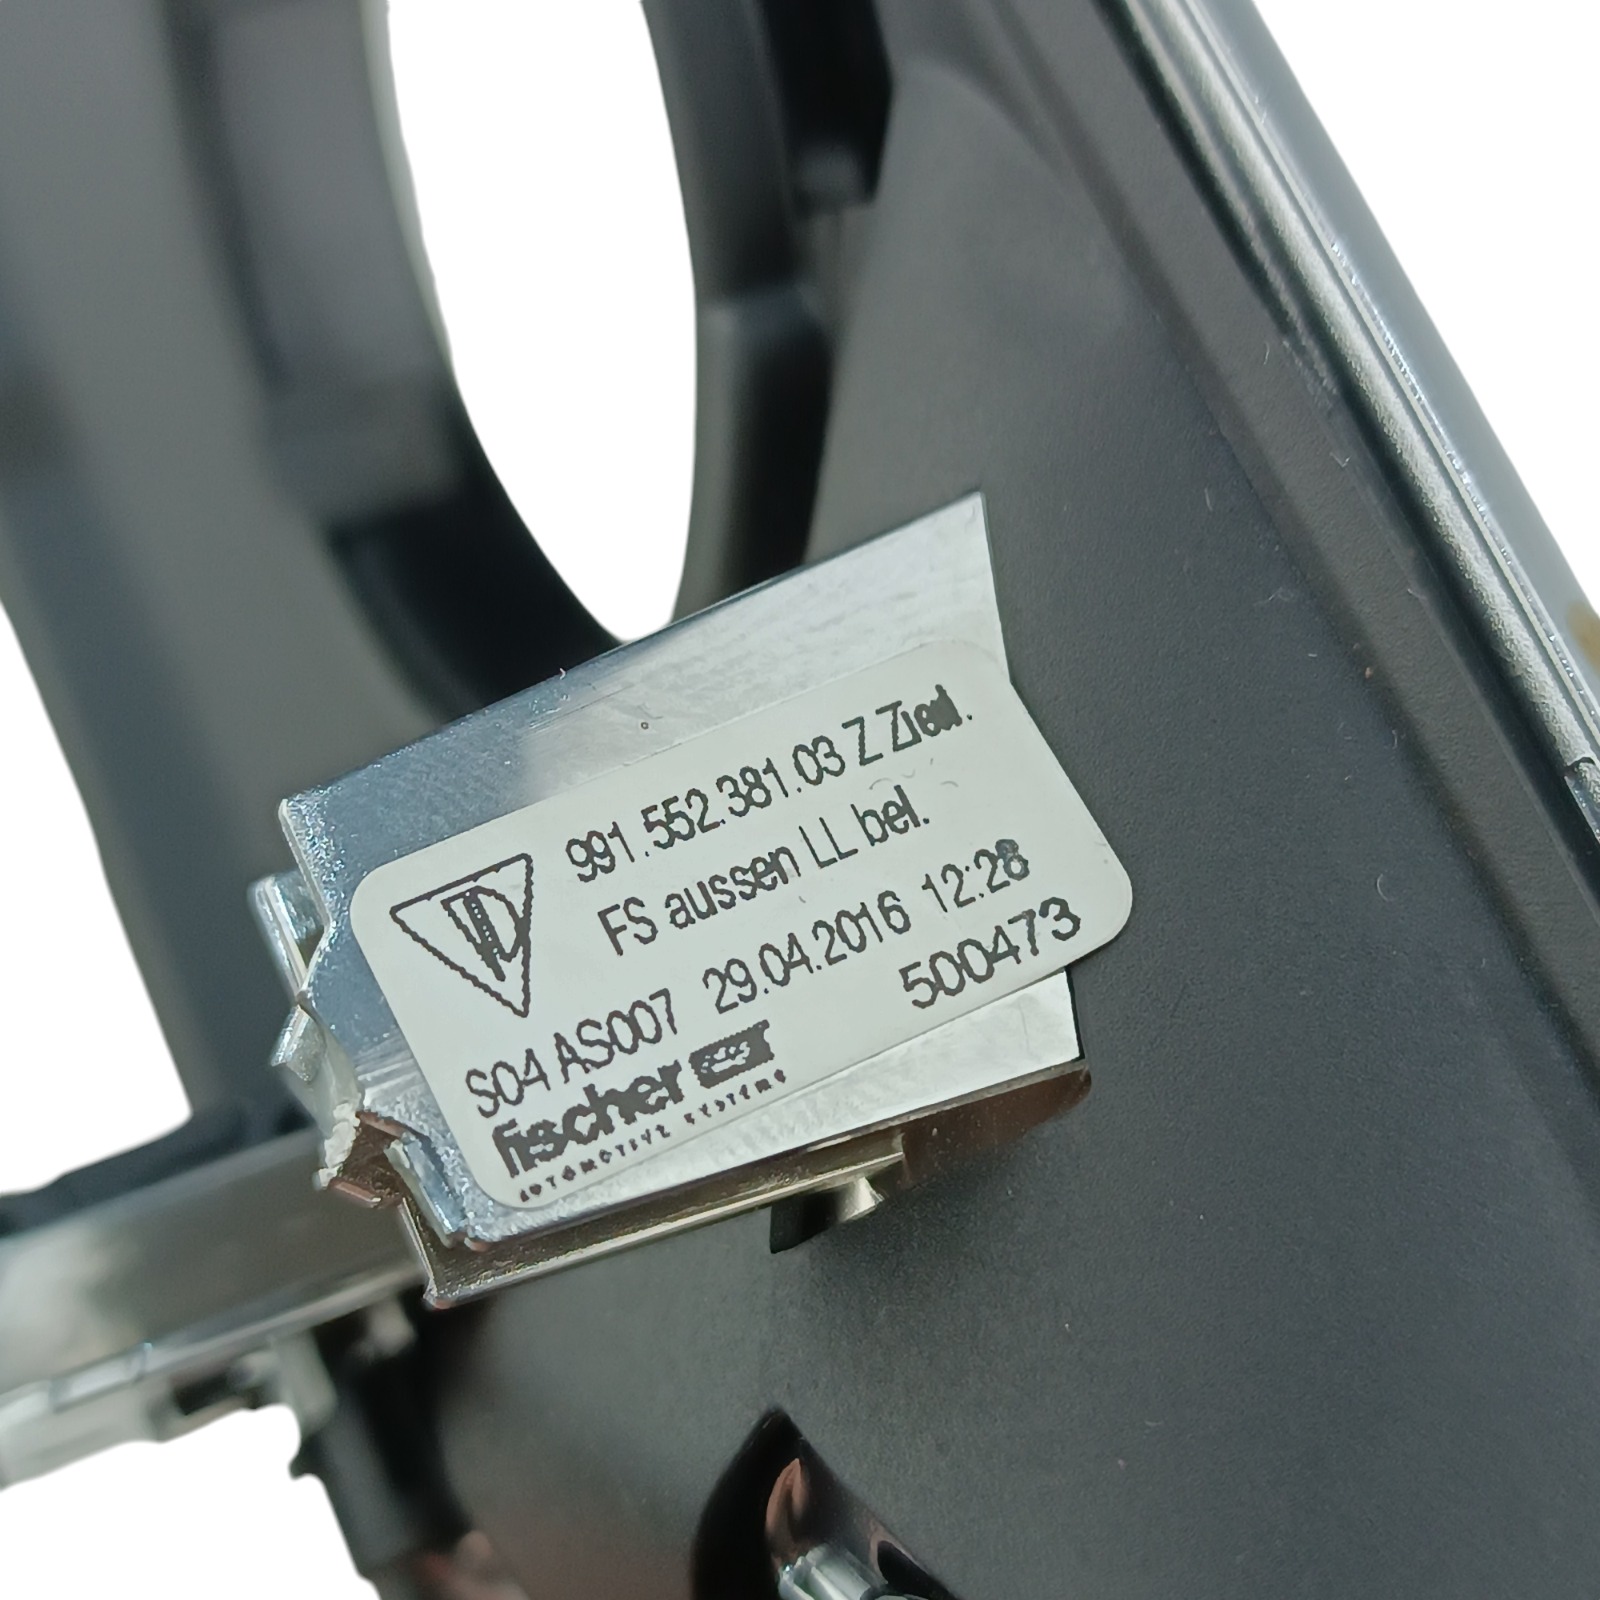 991.552.381.03 Z Zierl.
FS aussen LL bel.
S04 AS007 29.04.2016 12:28
500473
fischer
AUTOMOTIVE SYSTEMS